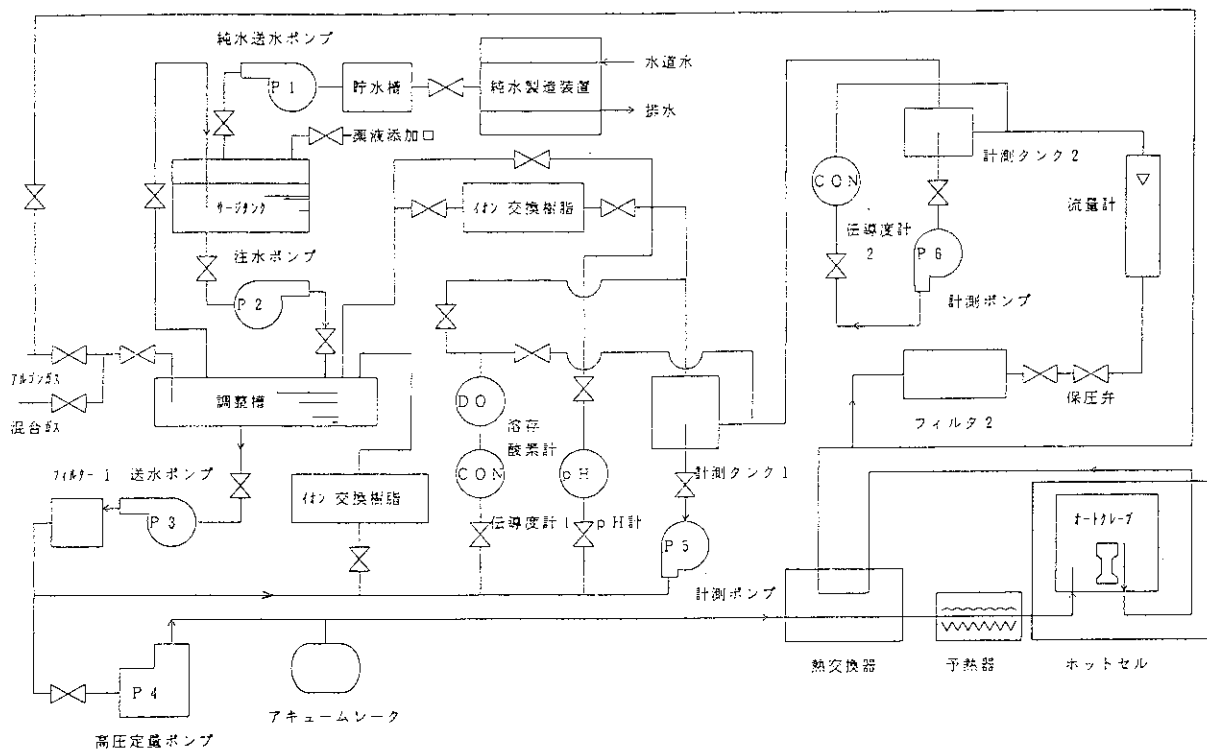 純水送水ポンプ
P1
貯水槽
純水製造装置
水道水
排水
薬液添加口
サージタンク
注水ポンプ
P2
イオン 交換樹脂
計測タンク2
CON
伝導度計
2
P6
計測ポンプ
流量計
アルゴンガス
混合ガス
調整槽
DO
溶存
酸素計
CON
pH
計測タンク1
フィルタ2
保圧弁
フィルター1 送水ポンプ
P3
イオン 交換樹脂
伝導度計1
pH計
P5
計測ポンプ
オートクレーブ
熱交換器
予熱器
ホットセル
P4
高圧定量ポンプ
アキュームレータ